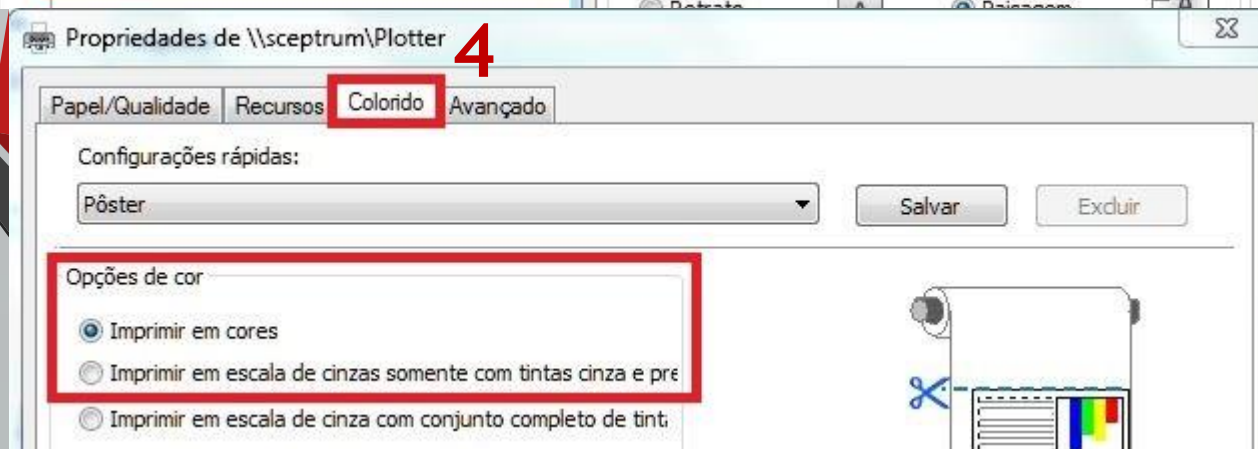 Retrato A Paisagem A
Propriedades de \\sceptrum\Plotter
4
Papel/Qualidade Recursos Colorido Avançado
Configurações rápidas:
Pôster Salvar Excluir
Opções de cor
Imprimir em cores
Imprimir em escala de cinzas somente com tintas cinza e pre
Imprimir em escala de cinza com conjunto completo de tint